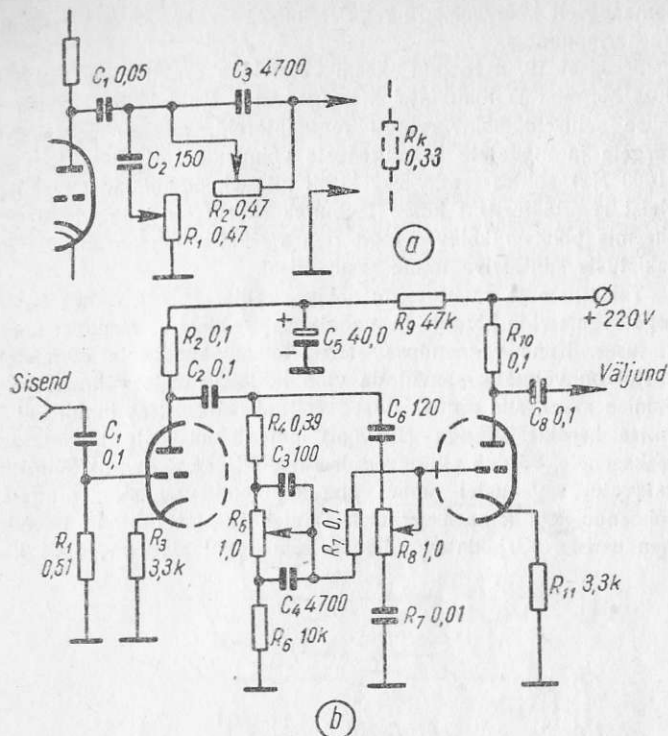 C₁ 0,05
C₃ 4700
C₂ 150
R₂ 0,47
R₁ 0,47
Rk
0,33
a
R₂ 0,1
C₂ 0,1
+
C₅ 40,0
R₉ 47k
+ 220V
R₁₀
0,1
Sisend
C₁
0,1
C₈ 0,1
Väljund
C₆ 120
R₄ 0,39
C₃ 100
R₁
0,51
R₃
3,3k
R₆
1,0
R₇ 0,1
R₈ 1,0
C₄ 4700
R₆ 10k
R₇ 0,01
R₁₁ 3,3k
b